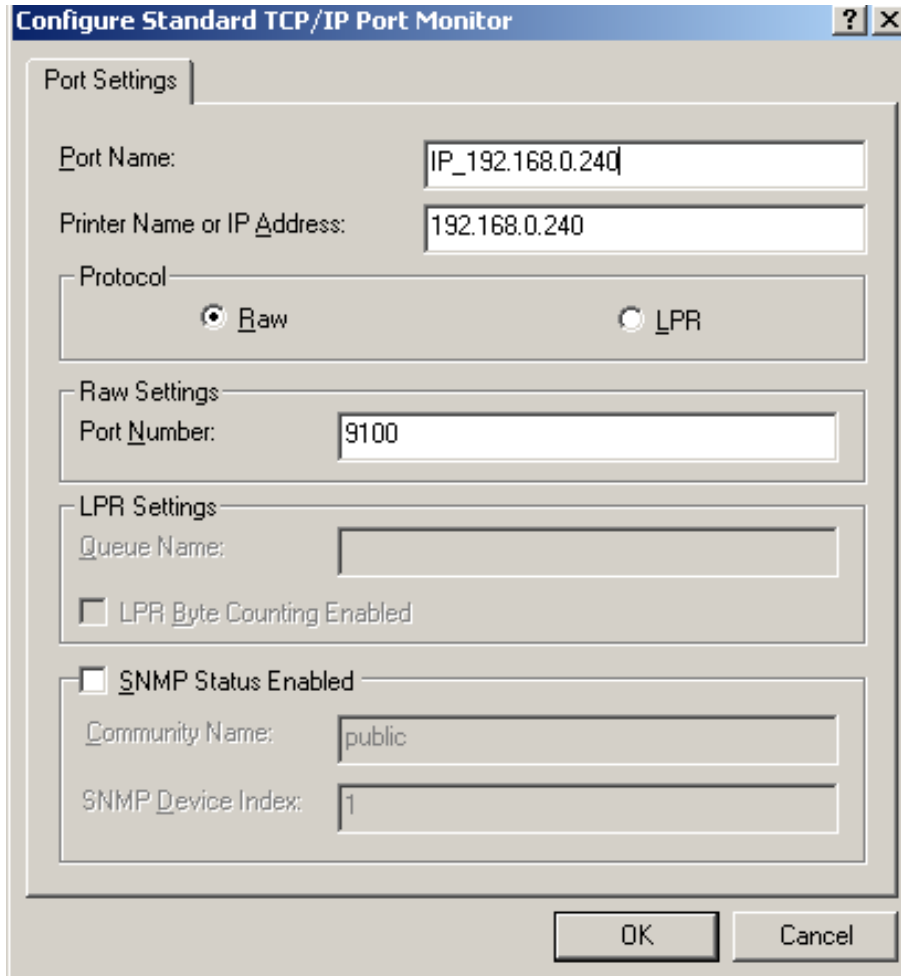 Configure Standard TCP/IP Port Monitor
?
Port Settings
Port Name:
IP_192.168.0.240
Printer Name or IP Address:
192.168.0.240
Protocol
Raw
LPR
Raw Settings
Port Number:
9100
LPR Settings
Queue Name:
LPR Byte Counting Enabled
SNMP Status Enabled
Community Name:
public
SNMP Device Index:
1
OK
Cancel